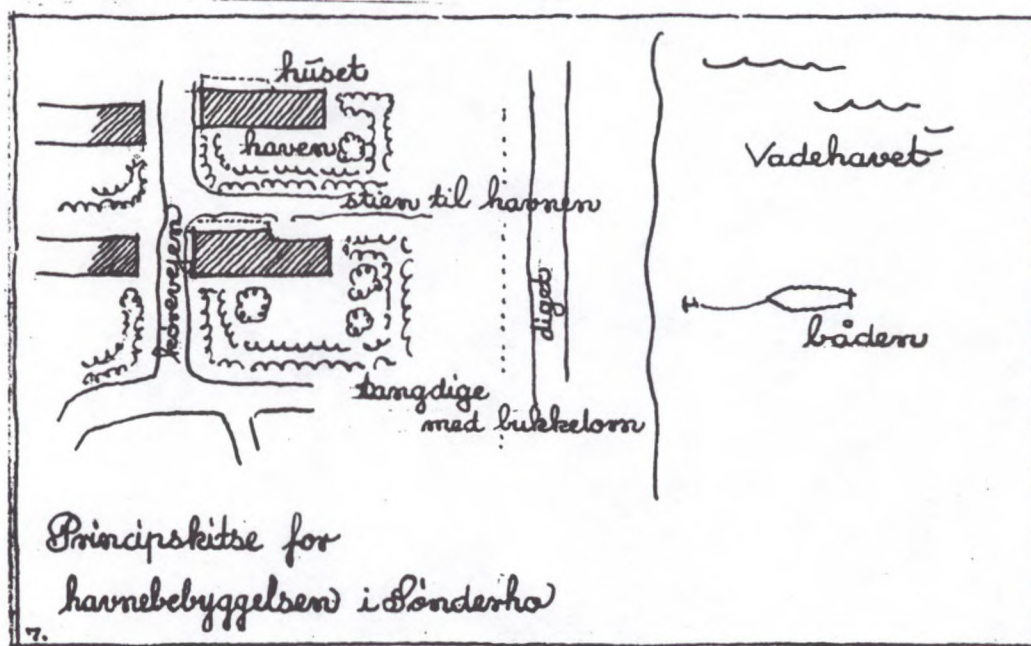 huset
haven
Vadehavet
stien til havnen
kørevejen
diget
båden
tangdige
med bukketorn
Principskitse for
havnebebyggelsen i Sønderho
7.